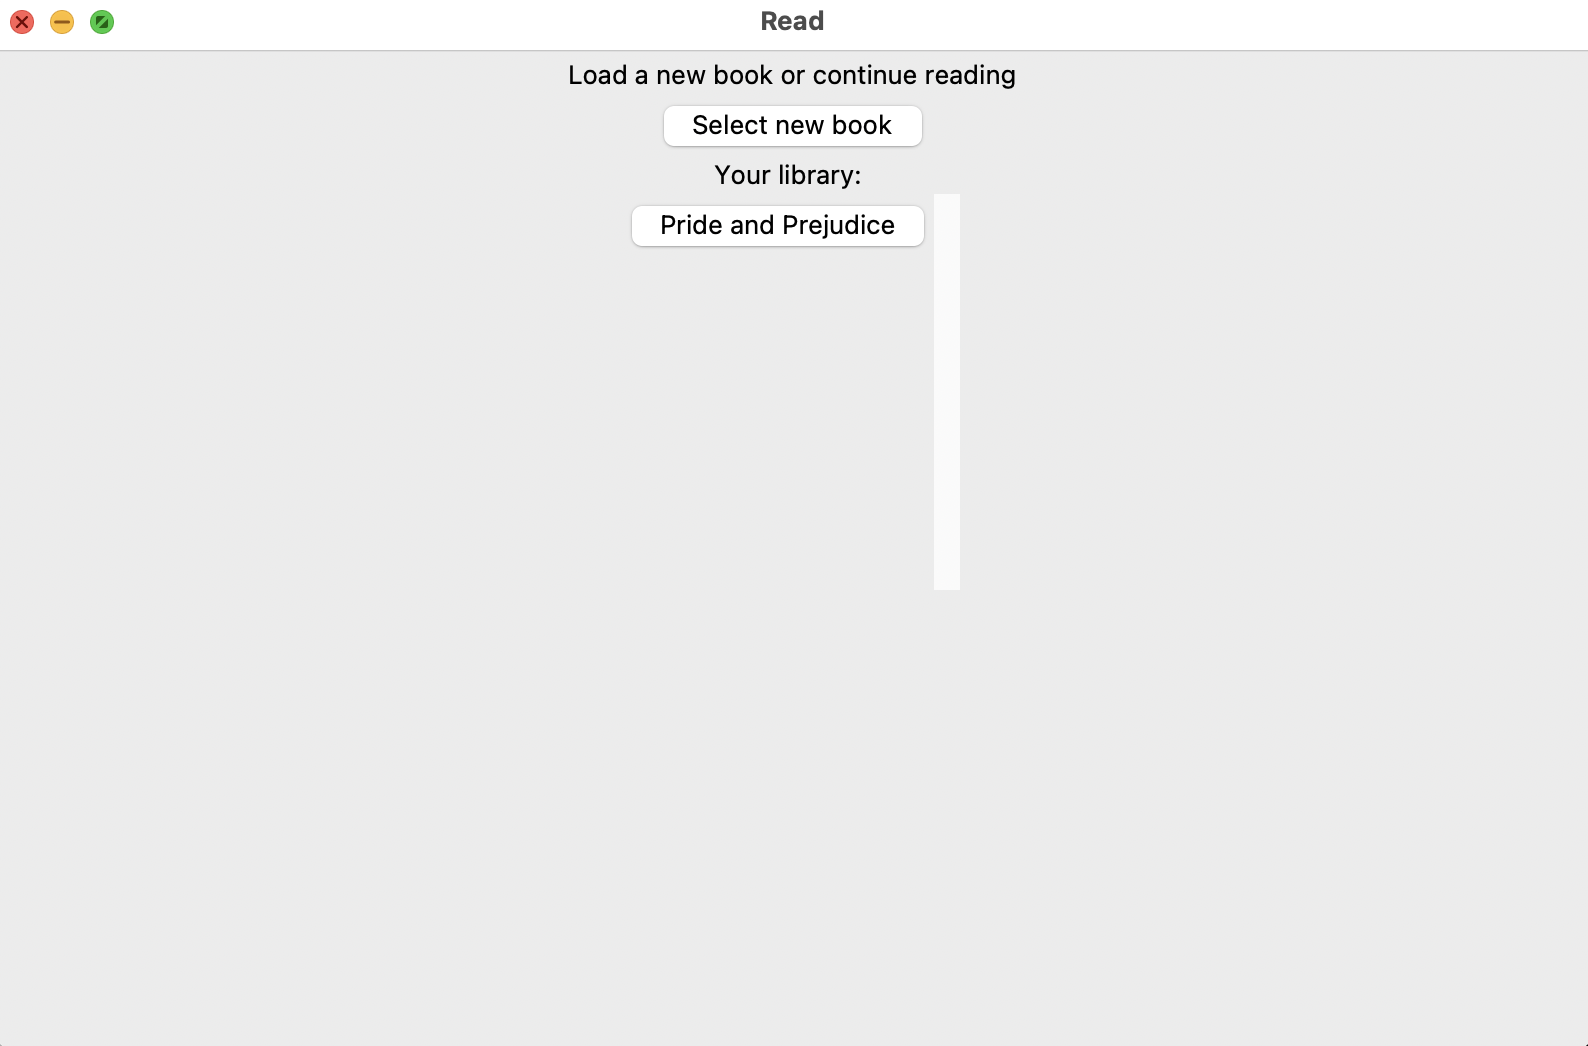 Read
Load a new book or continue reading
Select new book
Your library:
Pride and Prejudice